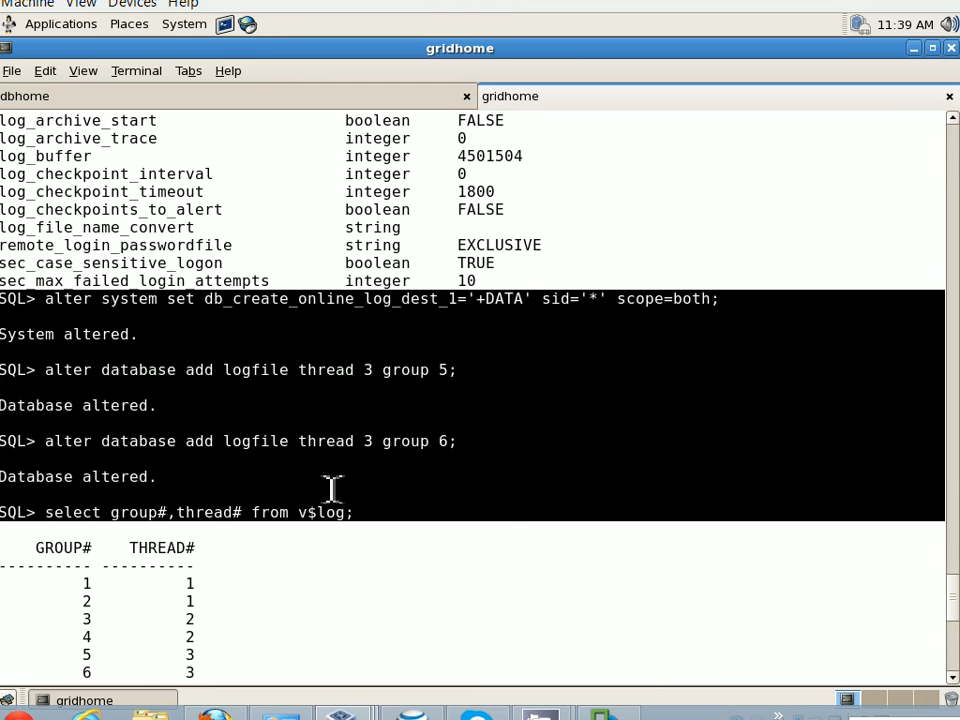 Machine View Devices Help
Applications Places System 11:39 AM
gridhome
File Edit View Terminal Tabs Help
dbhome gridhome
log_archive_start boolean FALSE
log_archive_trace integer 0
log_buffer integer 4501504
log_checkpoint_interval integer 0
log_checkpoint_timeout integer 1800
log_checkpoints_to_alert boolean FALSE
log_file_name_convert string
remote_login_passwordfile string EXCLUSIVE
sec_case_sensitive_logon boolean TRUE
sec_max_failed_login_attempts integer 10
SQL> alter system set db_create_online_log_dest_1='+DATA' sid='*' scope=both;
System altered.
SQL> alter database add logfile thread 3 group 5;
Database altered.
SQL> alter database add logfile thread 3 group 6;
Database altered.
SQL> select group#,thread# from v$log;
GROUP# THREAD#
---------- ----------
1 1
2 1
3 2
4 2
5 3
6 3
gridhome